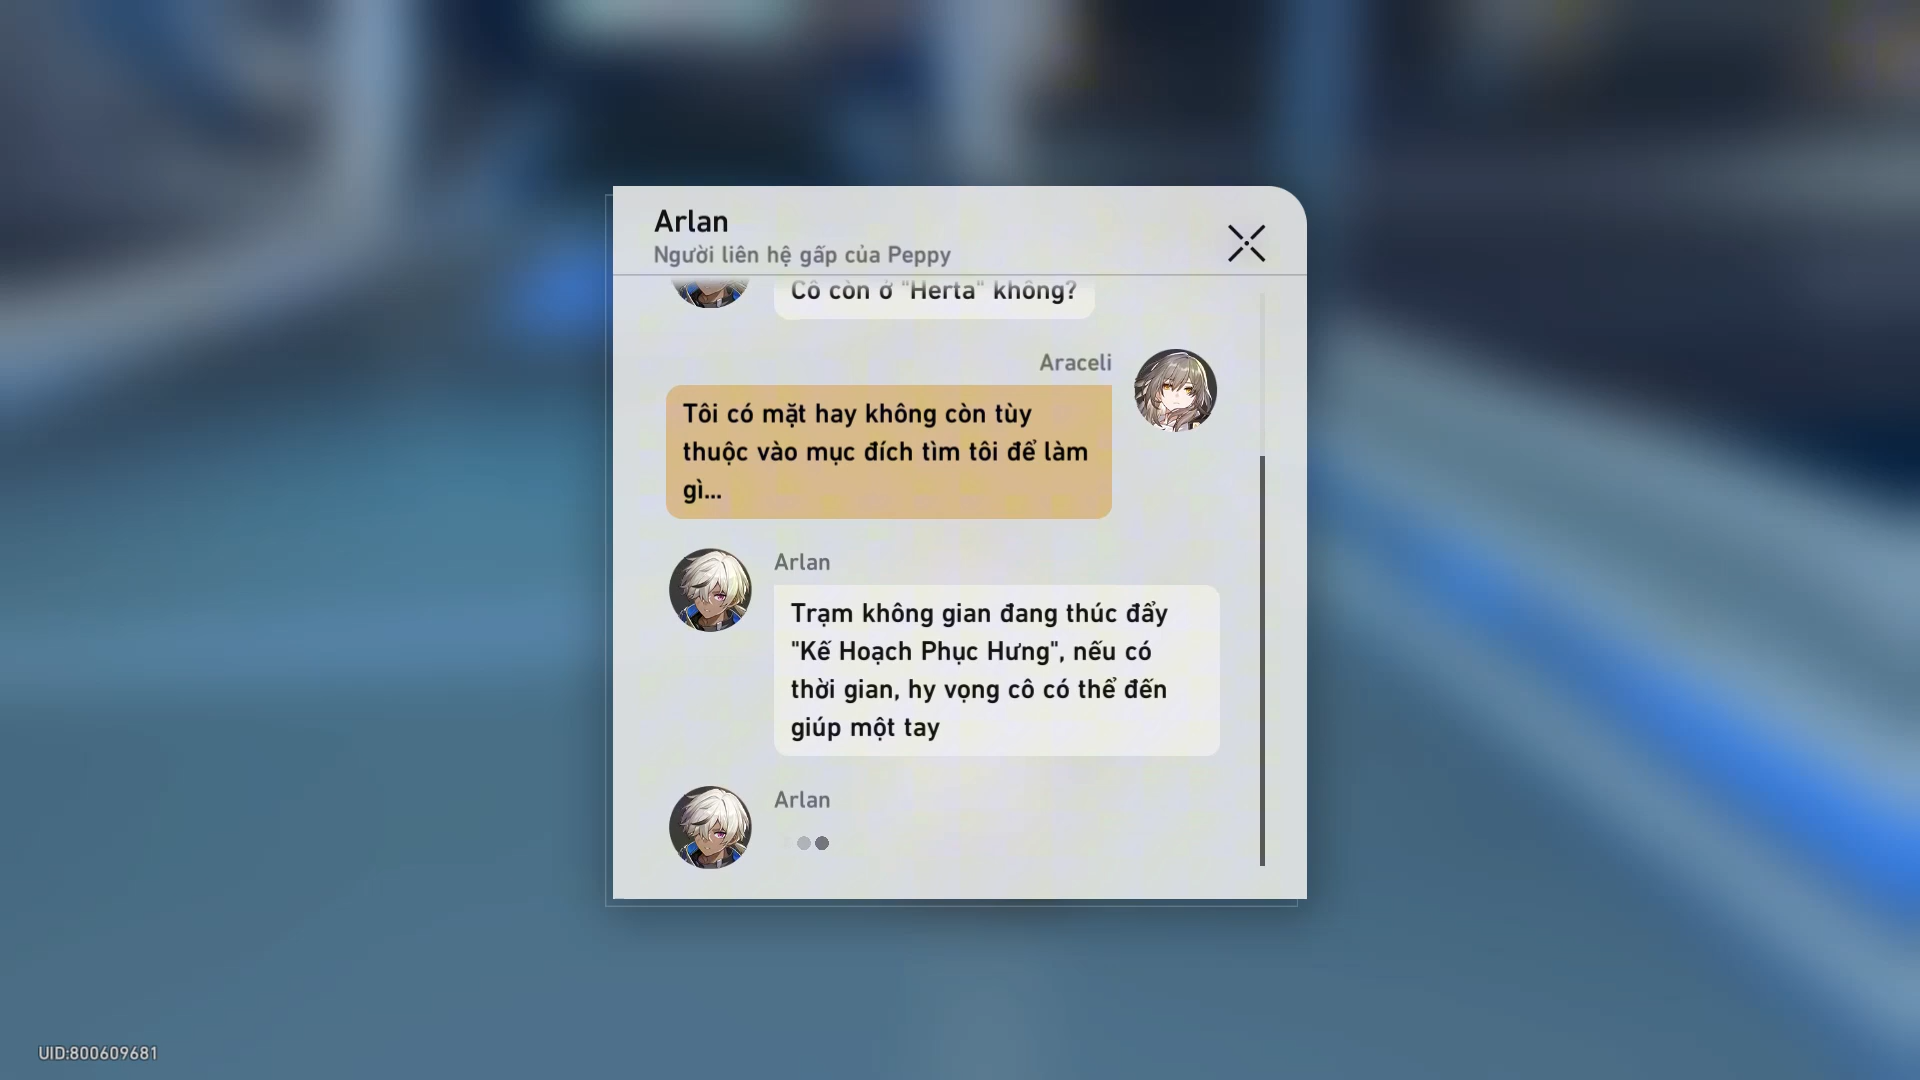 Arlan
Người liên hệ gấp của Peppy
Cô còn ở "Herta" không?
Araceli
Tôi có mặt hay không còn tùy
thuộc vào mục đích tìm tôi để làm
gì...
Arlan
Trạm không gian đang thúc đẩy
"Kế Hoạch Phục Hưng", nếu có
thời gian, hy vọng cô có thể đến
giúp một tay
Arlan
UID:800609681